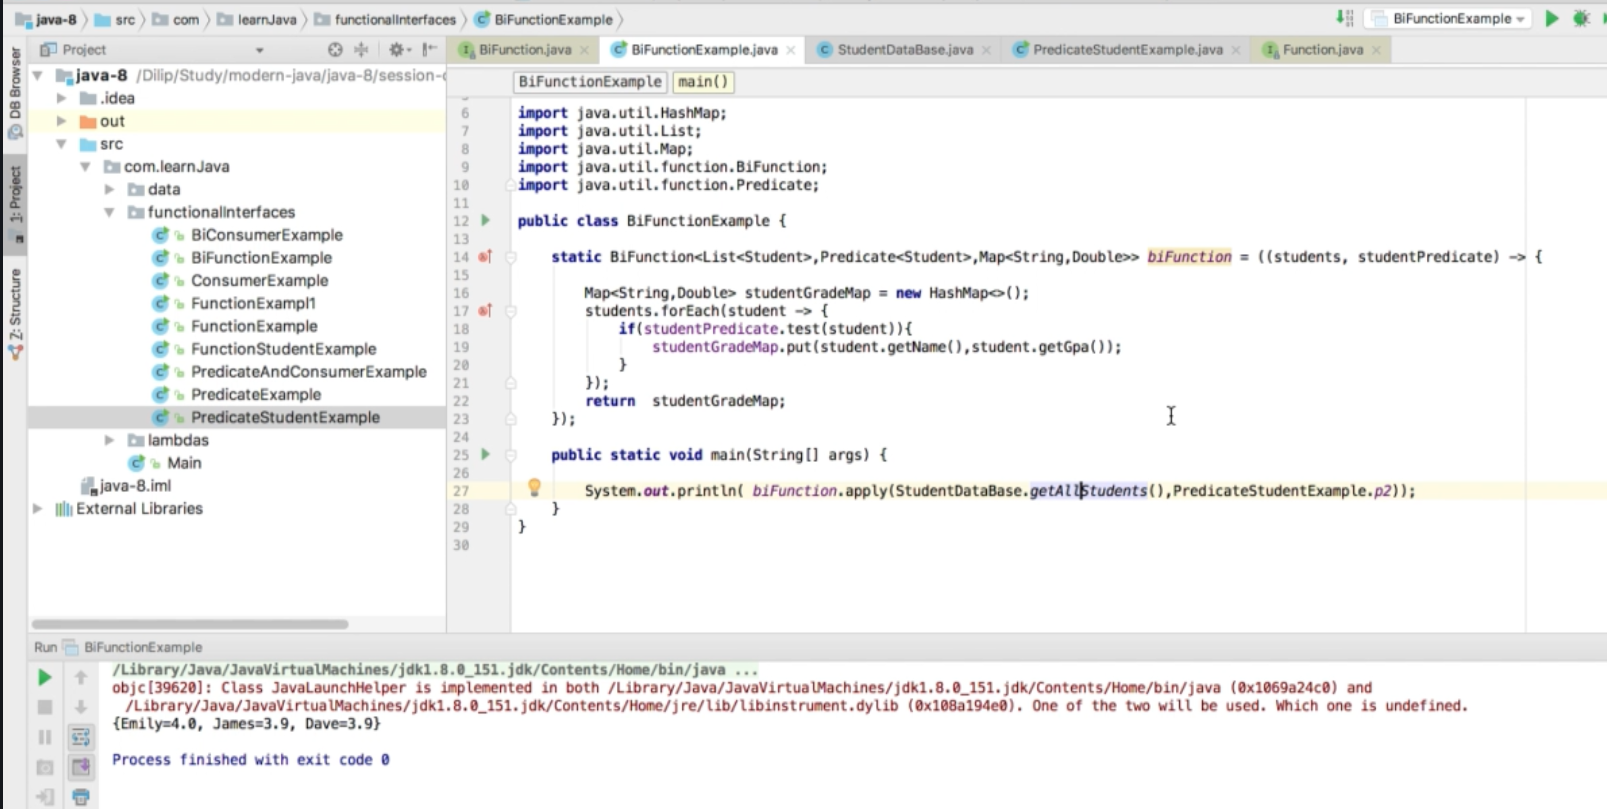 java-8 src com learnJava functionalInterfaces BiFunctionExample
BiFunctionExample
Project
BiFunction.java BiFunctionExample.java StudentDataBase.java PredicateStudentExample.java Function.java
DB Browser
1: Project
Z: Structure
java-8 /Dilip/Study/modern-java/java-8/session-
.idea
out
src
com.learnJava
data
functionalInterfaces
BiConsumerExample
BiFunctionExample
ConsumerExample
FunctionExampl1
FunctionExample
FunctionStudentExample
PredicateAndConsumerExample
PredicateExample
PredicateStudentExample
lambdas
Main
java-8.iml
External Libraries
BiFunctionExample main()
6 import java.util.HashMap;
7 import java.util.List;
8 import java.util.Map;
9 import java.util.function.BiFunction;
10 import java.util.function.Predicate;
11
12 public class BiFunctionExample {
13
14 static BiFunction<List<Student>,Predicate<Student>,Map<String,Double>> biFunction = ((students, studentPredicate) -> {
15
16 Map<String,Double> studentGradeMap = new HashMap<>();
17 students.forEach(student -> {
18 if(studentPredicate.test(student)){
19 studentGradeMap.put(student.getName(),student.getGpa());
20 }
21 });
22 return studentGradeMap;
23 });
24
25 public static void main(String[] args) {
26
27 System.out.println( biFunction.apply(StudentDataBase.getAllStudents(),PredicateStudentExample.p2));
28 }
29 }
30
Run BiFunctionExample
/Library/Java/JavaVirtualMachines/jdk1.8.0_151.jdk/Contents/Home/bin/java ...
objc[39620]: Class JavaLaunchHelper is implemented in both /Library/Java/JavaVirtualMachines/jdk1.8.0_151.jdk/Contents/Home/bin/java (0x1069a24c0) and
/Library/Java/JavaVirtualMachines/jdk1.8.0_151.jdk/Contents/Home/jre/lib/libinstrument.dylib (0x108a194e0). One of the two will be used. Which one is undefined.
{Emily=4.0, James=3.9, Dave=3.9}
Process finished with exit code 0